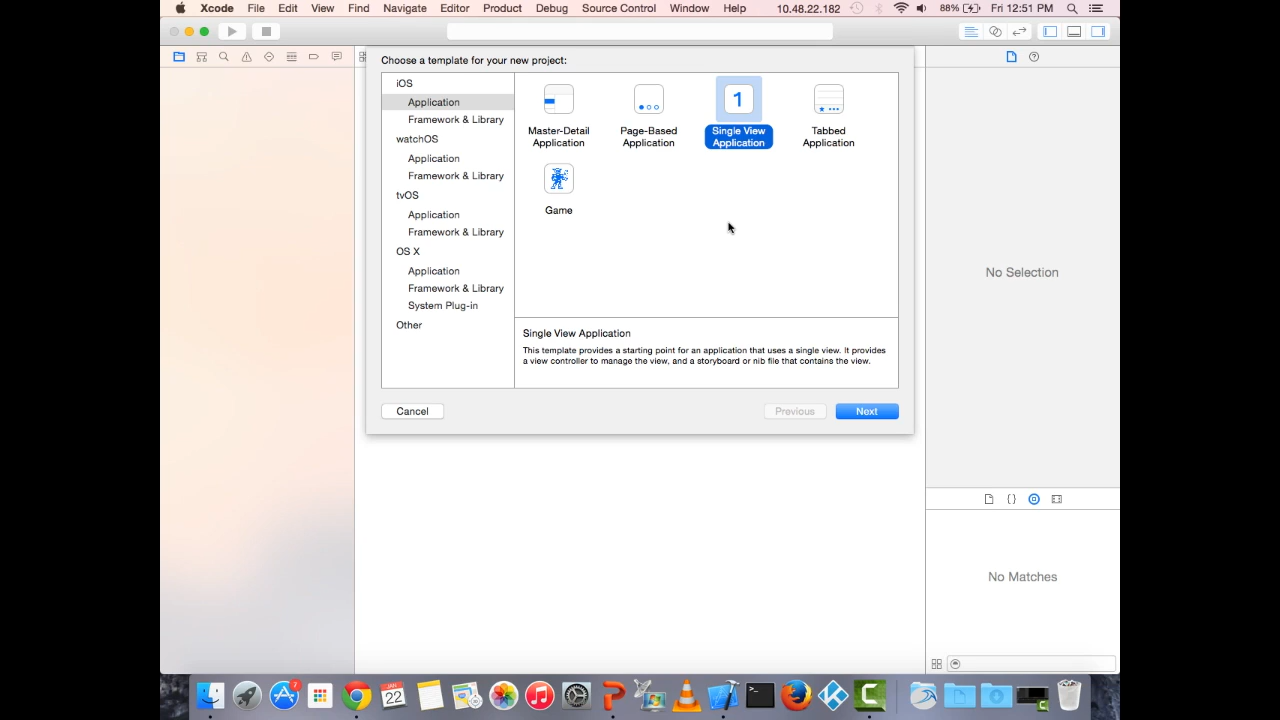 Xcode File Edit View Find Navigate Editor Product Debug Source Control Window Help 10.48.22.182 88% Fri 12:51 PM
Choose a template for your new project:
iOS
Application
Framework & Library
watchOS
Application
Framework & Library
tvOS
Application
Framework & Library
OS X
Application
Framework & Library
System Plug-in
Other
Master-Detail
Application
Page-Based
Application
1
Single View
Application
Tabbed
Application
Game
Single View Application
This template provides a starting point for an application that uses a single view. It provides
a view controller to manage the view, and a storyboard or nib file that contains the view.
Cancel
Previous
Next
No Selection
{ }
No Matches
7
JAN
22